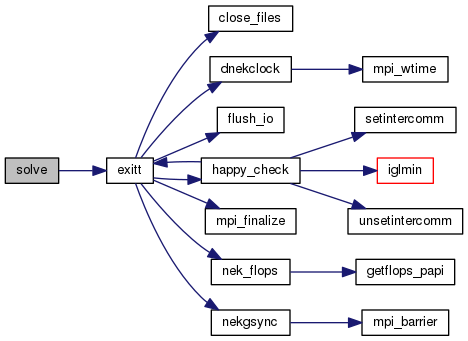 solve
exitt
close_files
dnekclock
mpi_wtime
flush_io
happy_check
setintercomm
iglmin
unsetintercomm
mpi_finalize
nek_flops
getflops_papi
nekgsync
mpi_barrier